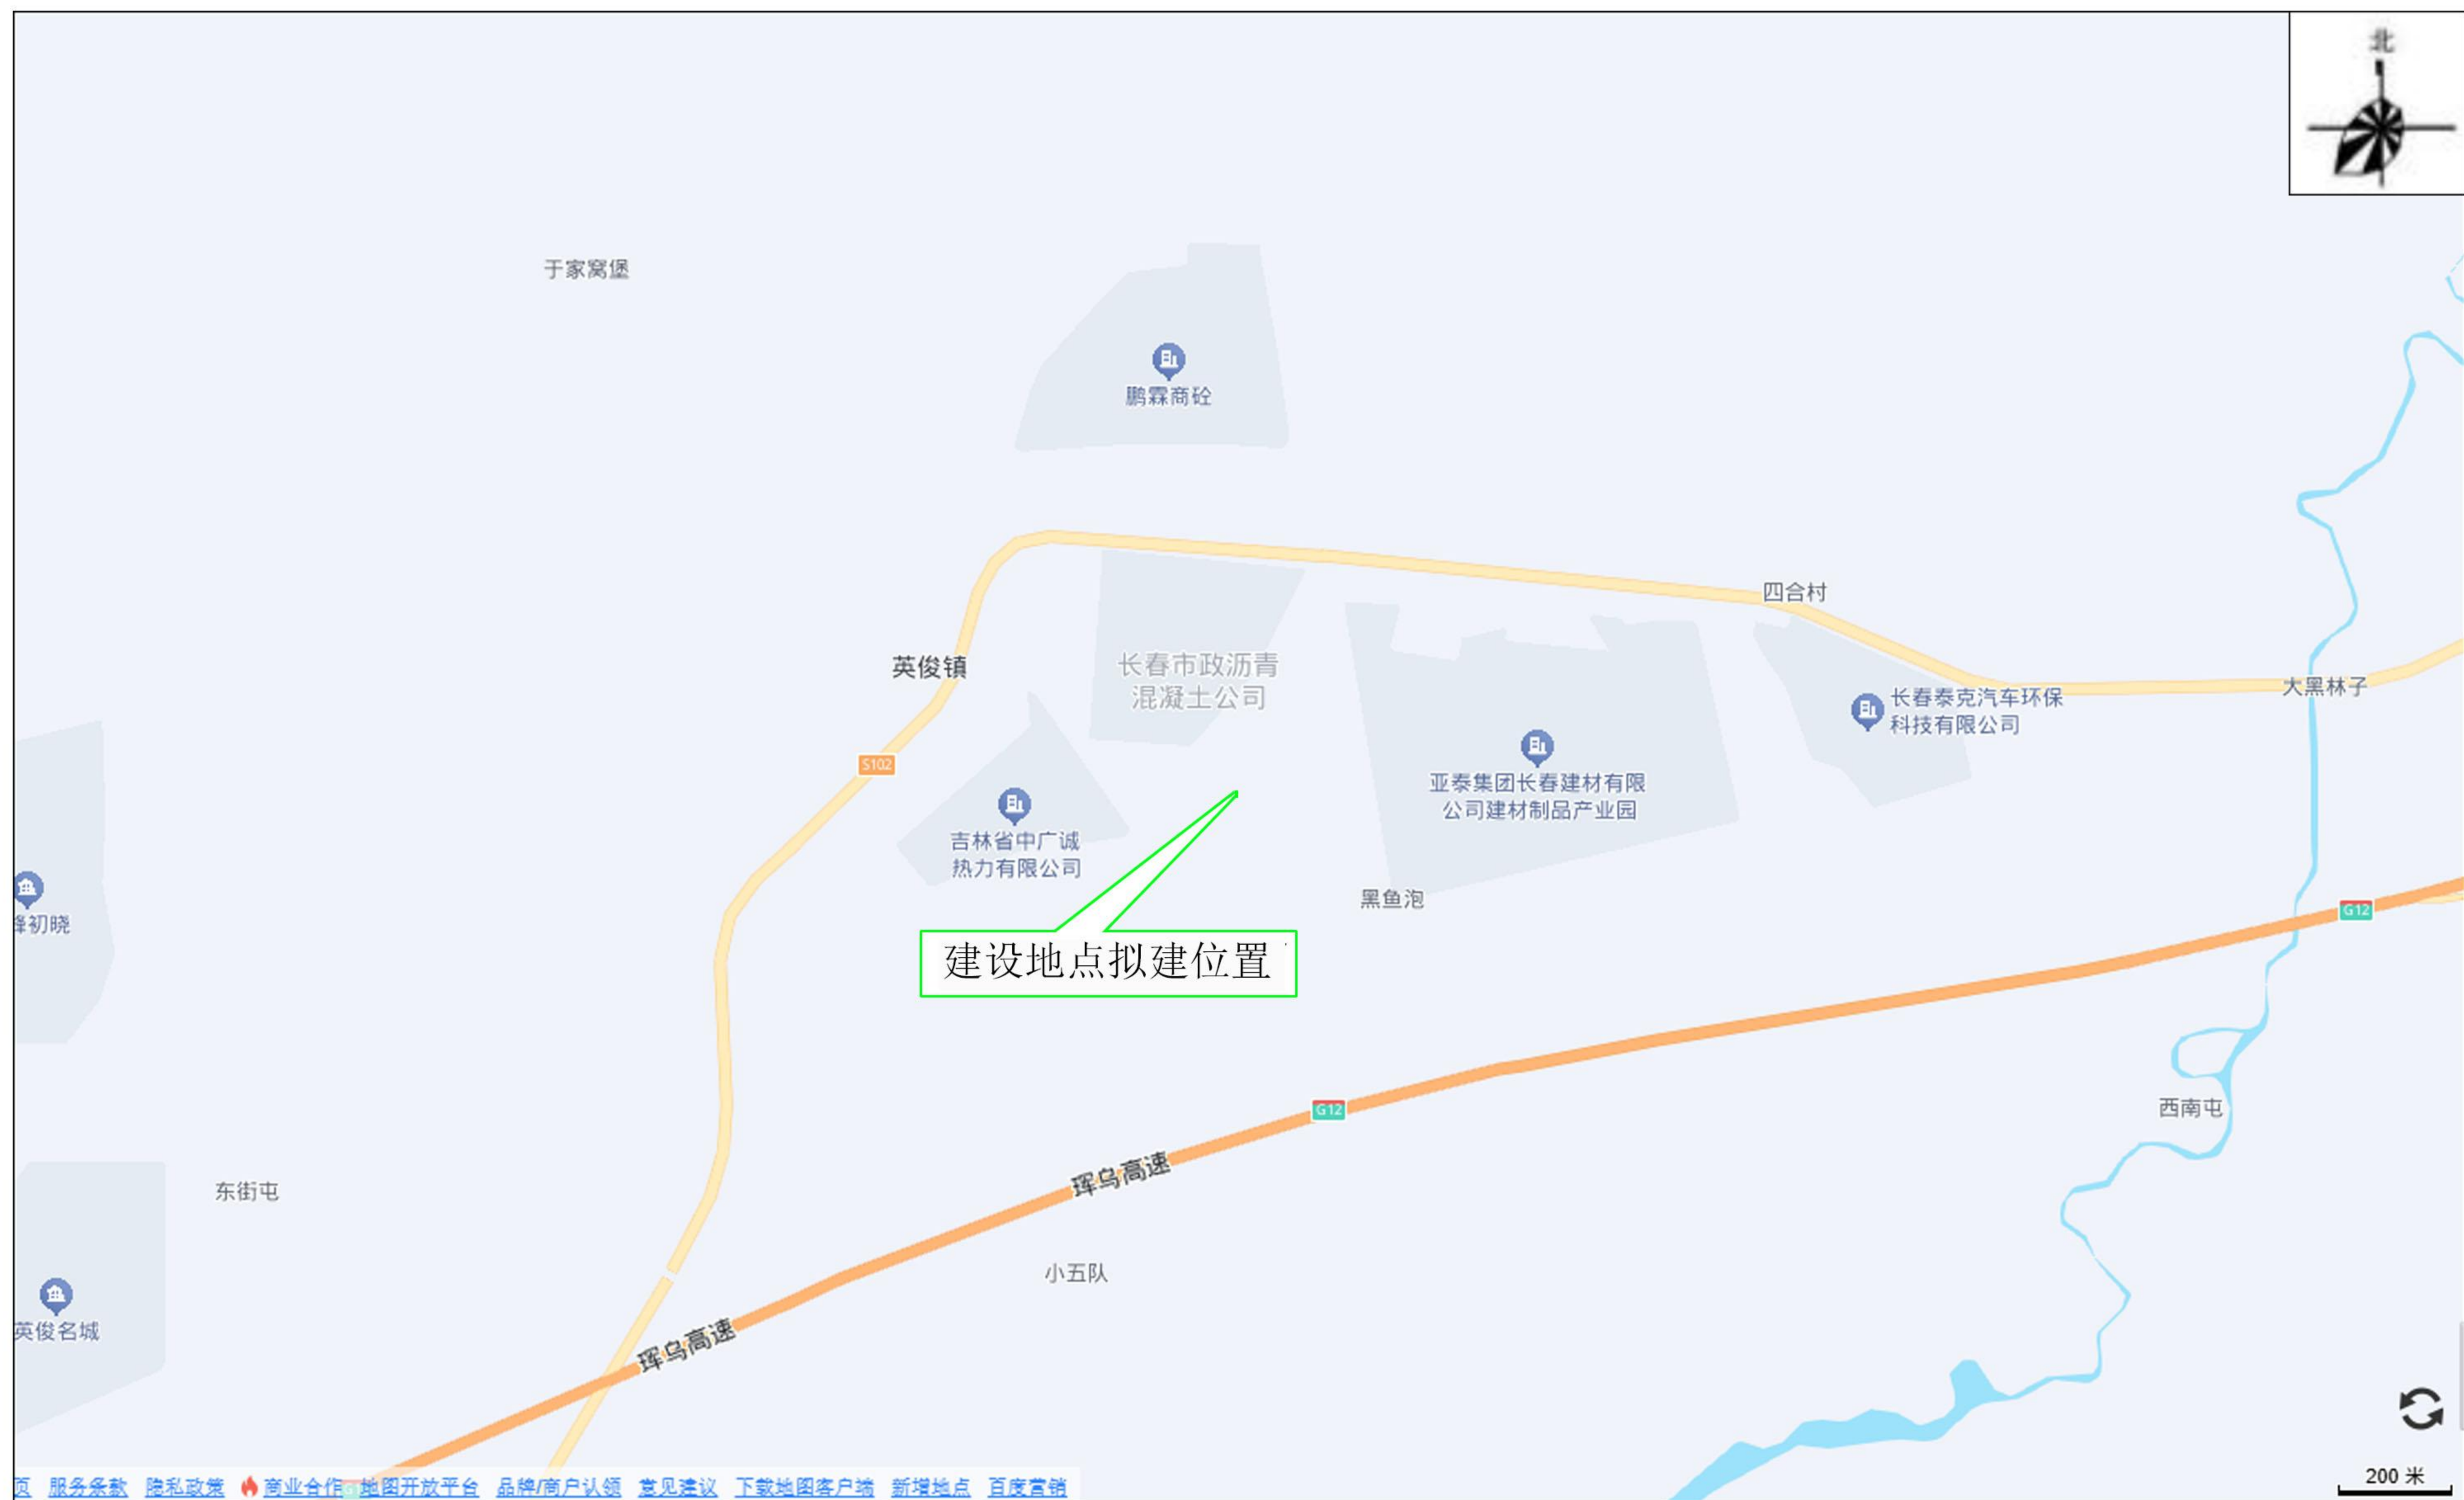 北
于家窝堡
鹏霖商砼
四合村
英俊镇
长春市政沥青
混凝土公司
大黑林子
长春泰克汽车环保
科技有限公司
S102
亚泰集团长春建材有限
公司建材制品产业园
吉林省中广诚
热力有限公司
黑鱼泡
G12
初晓
建设地点拟建位置
G12
西南屯
珲乌高速
东街屯
小五队
英俊名城
珲乌高速
200 米
页 服务条款 隐私政策 商业合作 地图开放平台 品牌/商户认领 意见建议 下载地图客户端 新增地点 百度营销